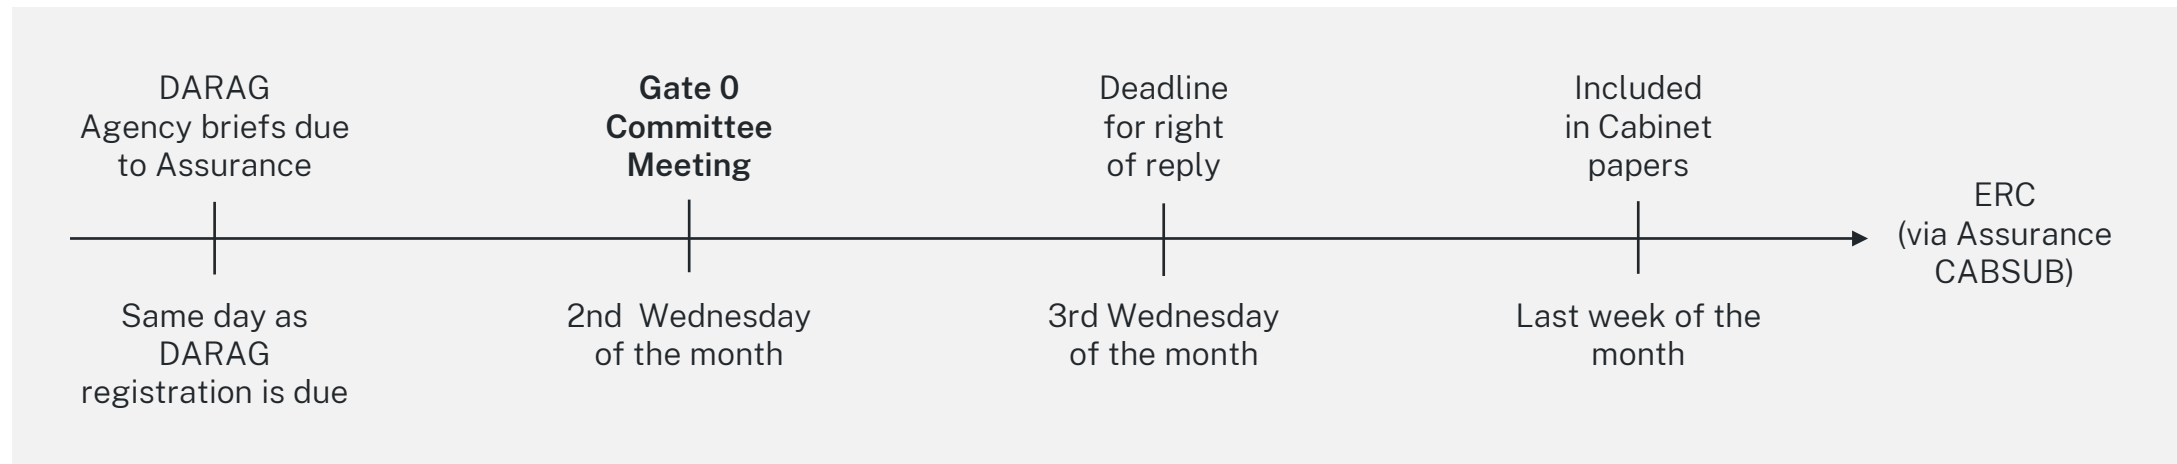 DARAG
Agency briefs due
to Assurance
Gate 0
Committee
Meeting
Deadline
for right
of reply
Included
in Cabinet
papers
ERC
(via Assurance
CABSUB)
Same day as
DARAG
registration is due
2nd  Wednesday
of the month
3rd Wednesday
of the month
Last week of the
month